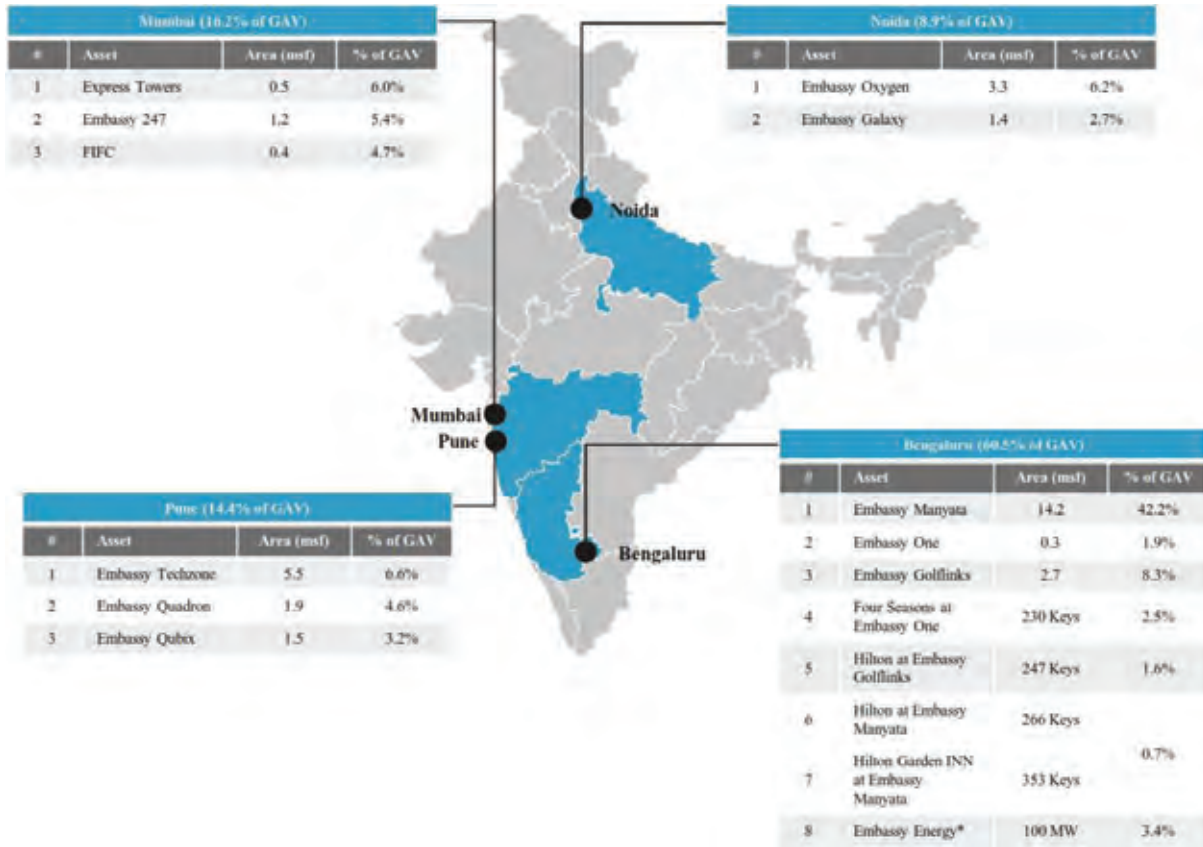 Mumbai (16.2% of GAV)
# Asset Area (msf) % of GAV
1 Express Towers 0.5 6.0%
2 Embassy 247 1.2 5.4%
3 FIFC 0.4 4.7%
Noida (8.9% of GAV)
# Asset Area (msf) % of GAV
1 Embassy Oxygen 3.3 6.2%
2 Embassy Galaxy 1.4 2.7%
Noida
Mumbai
Pune
Bengaluru
Pune (14.4% of GAV)
# Asset Area (msf) % of GAV
1 Embassy Techzone 5.5 6.6%
2 Embassy Quadron 1.9 4.6%
3 Embassy Qubix 1.5 3.2%
Bengaluru (60.5% of GAV)
# Asset Area (msf) % of GAV
1 Embassy Manyata 14.2 42.2%
2 Embassy One 0.3 1.9%
3 Embassy Golflinks 2.7 8.3%
4 Four Seasons at
Embassy One 230 Keys 2.5%
5 Hilton at Embassy
Golflinks 247 Keys 1.6%
6 Hilton at Embassy
Manyata 266 Keys
0.7%
7 Hilton Garden INN
at Embassy
Manyata 353 Keys
8 Embassy Energy* 100 MW 3.4%